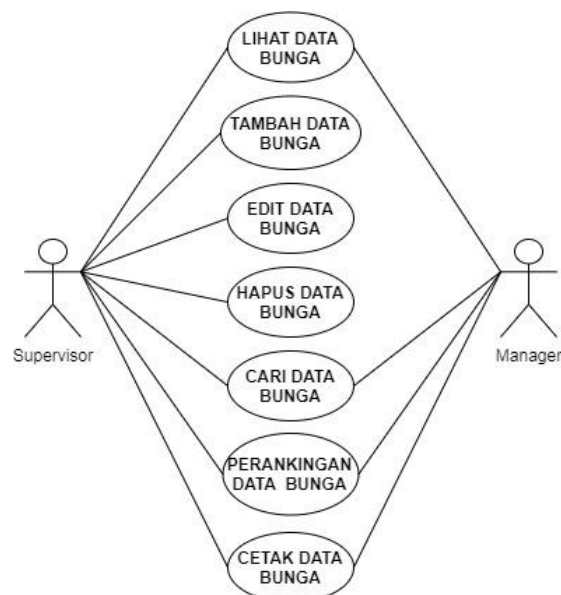 LIHAT DATA
BUNGA
TAMBAH DATA
BUNGA
EDIT DATA
BUNGA
HAPUS DATA
BUNGA
Supervisor
Manager
CARI DATA
BUNGA
PERANKINGAN
DATA BUNGA
CETAK DATA
BUNGA